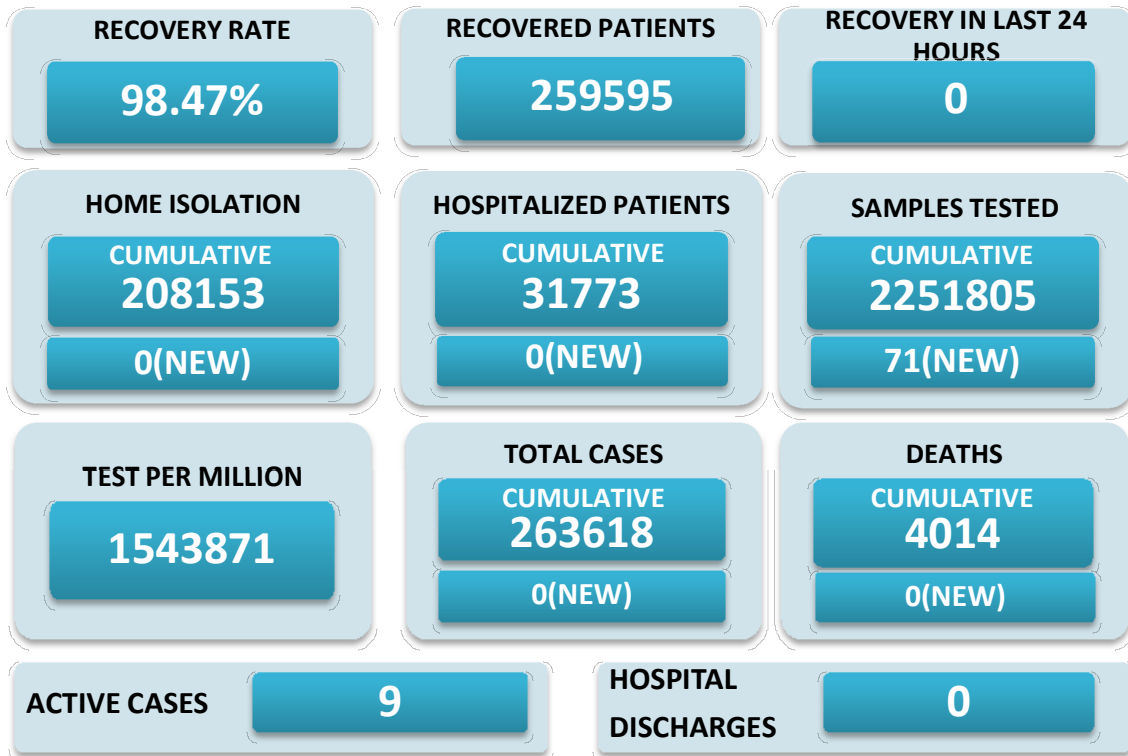 RECOVERY RATE
98.47%
RECOVERED PATIENTS
259595
RECOVERY IN LAST 24
HOURS
0
HOME ISOLATION
CUMULATIVE
208153
0(NEW)
HOSPITALIZED PATIENTS
CUMULATIVE
31773
0(NEW)
SAMPLES TESTED
CUMULATIVE
2251805
71(NEW)
TEST PER MILLION
1543871
TOTAL CASES
CUMULATIVE
263618
0(NEW)
DEATHS
CUMULATIVE
4014
0(NEW)
ACTIVE CASES
9
HOSPITAL
DISCHARGES
0